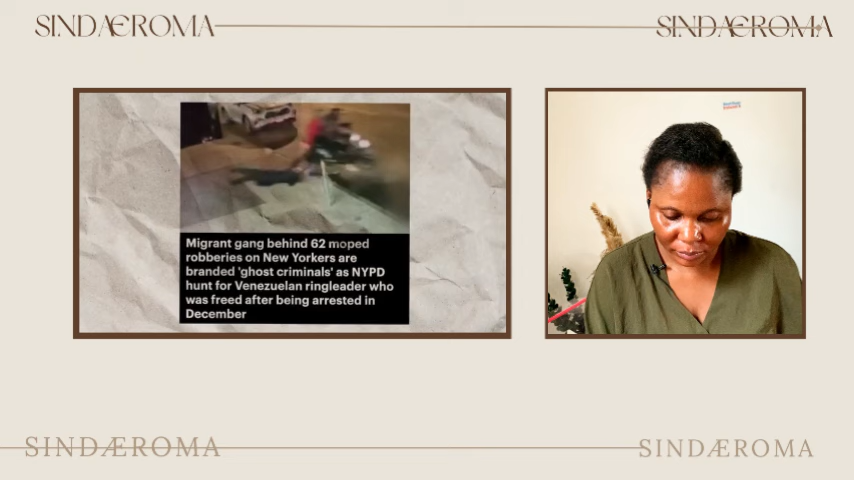 SINDÆROMA
SINDÆROMA
Migrant gang behind 62 moped
robberies on New Yorkers are
branded 'ghost criminals' as NYPD
hunt for Venezuelan ringleader who
was freed after being arrested in
December
SINDÆROMA
SINDÆROMA